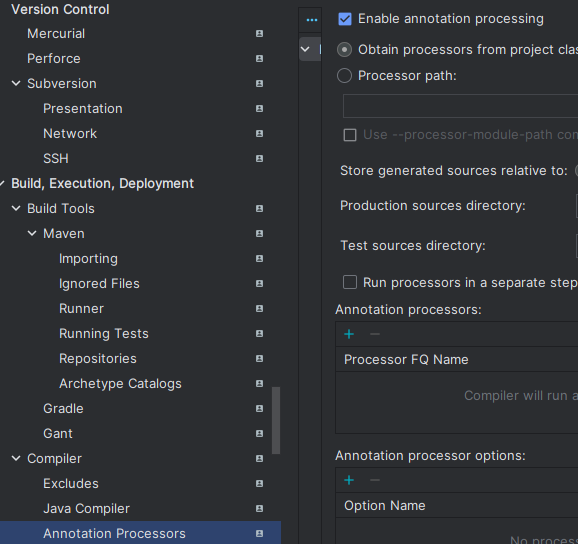 Version Control
Mercurial
Perforce
Subversion
Presentation
Network
SSH
Build, Execution, Deployment
Build Tools
Maven
Importing
Ignored Files
Runner
Running Tests
Repositories
Archetype Catalogs
Gradle
Gant
Compiler
Excludes
Java Compiler
Annotation Processors
Enable annotation processing
Obtain processors from project clas
Processor path:
Use --processor-module-path con
Store generated sources relative to:
Production sources directory:
Test sources directory:
Run processors in a separate step
Annotation processors:
Processor FQ Name
Compiler will run a
Annotation processor options:
Option Name
No process